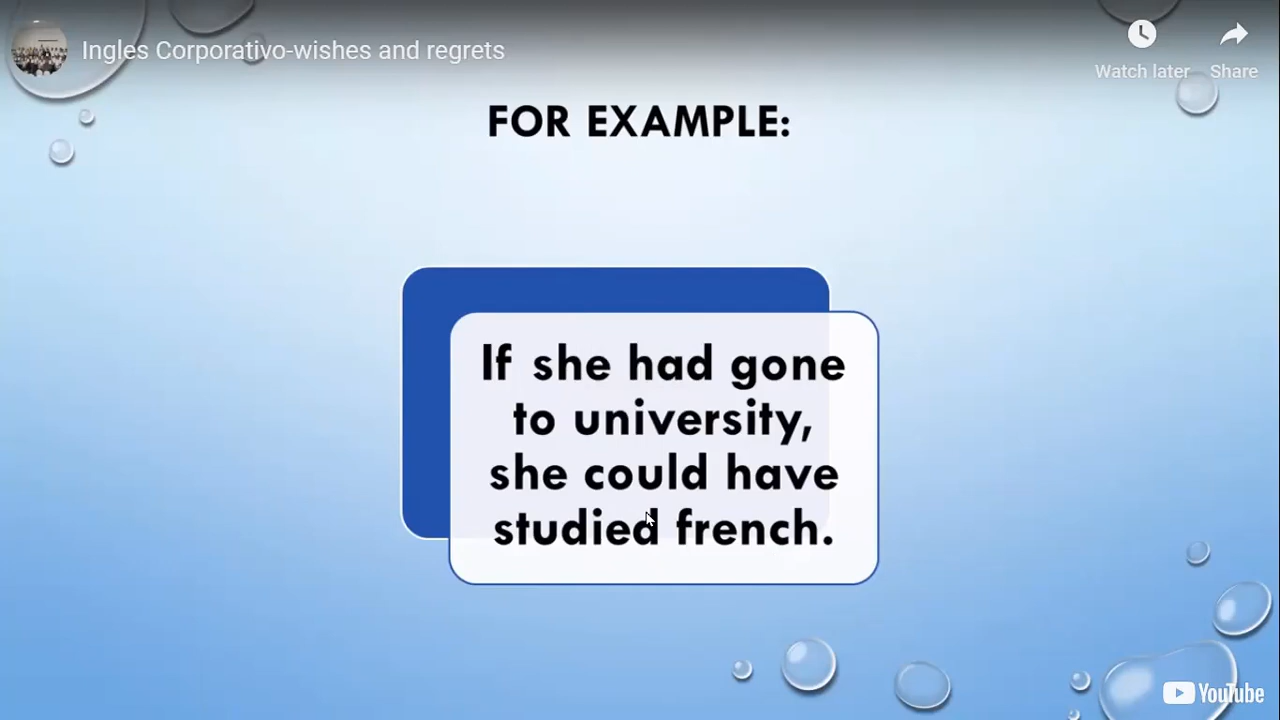 Ingles Corporativo-wishes and regrets
Watch later
Share
FOR EXAMPLE:
If she had gone
to university,
she could have
studied french.
YouTube